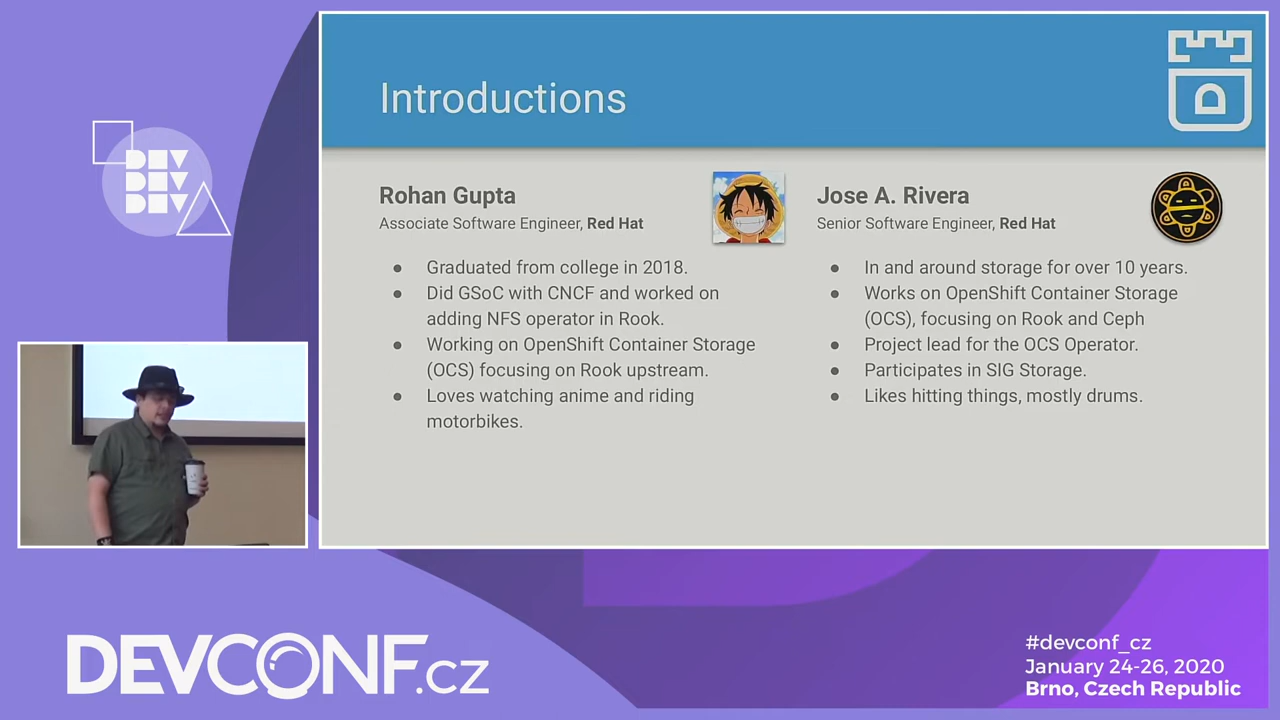 Introductions
DEV
DEV
DEV
Rohan Gupta
Associate Software Engineer, Red Hat
● Graduated from college in 2018.
● Did GSoC with CNCF and worked on
adding NFS operator in Rook.
● Working on OpenShift Container Storage
(OCS) focusing on Rook upstream.
● Loves watching anime and riding
motorbikes.
Jose A. Rivera
Senior Software Engineer, Red Hat
● In and around storage for over 10 years.
● Works on OpenShift Container Storage
(OCS), focusing on Rook and Ceph
● Project lead for the OCS Operator.
● Participates in SIG Storage.
● Likes hitting things, mostly drums.
DEVCONF.cz
#devconf_cz
January 24-26, 2020
Brno, Czech Republic